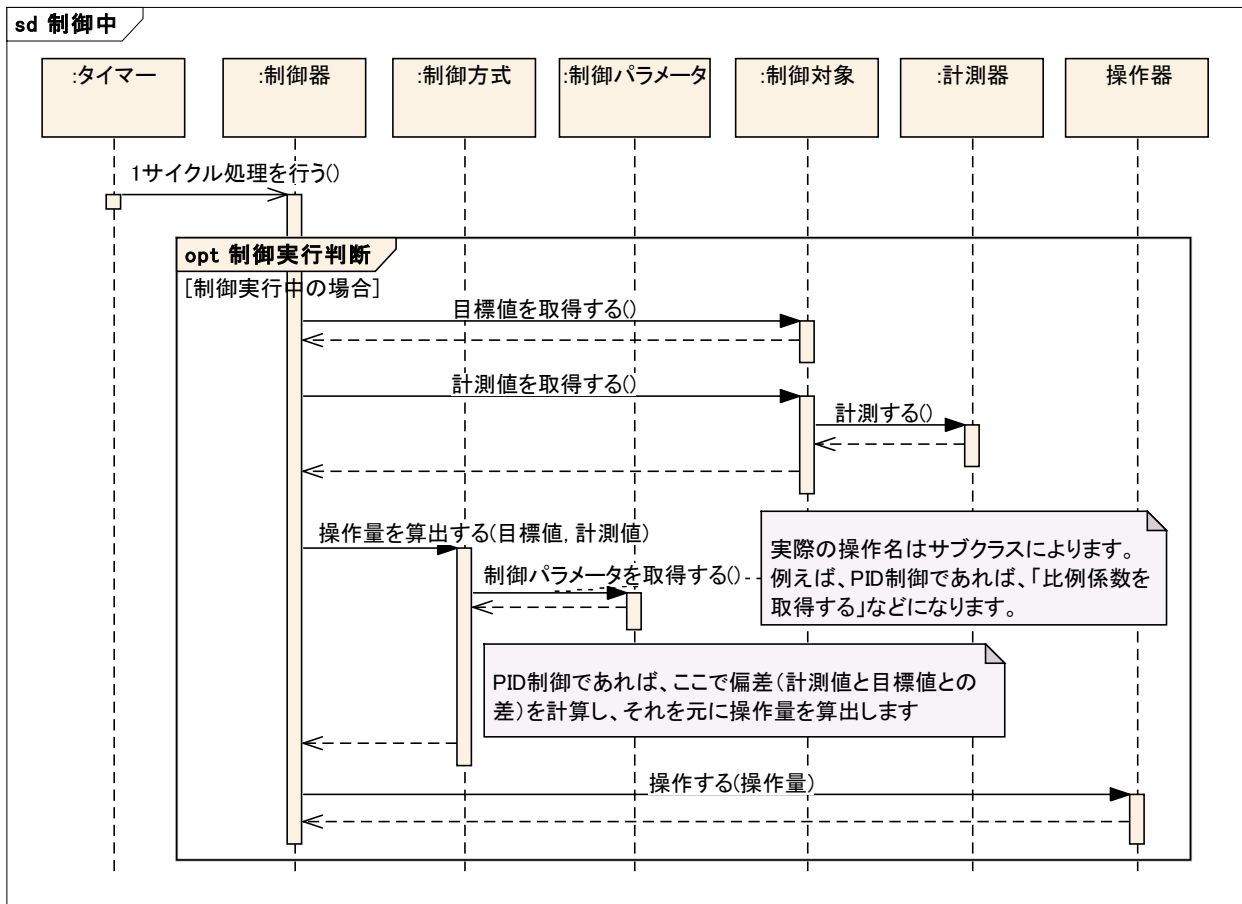 sd 制御中
:タイマー
:制御器
:制御方式
:制御パラメータ
:制御対象
:計測器
操作器
1サイクル処理を行う()
opt 制御実行判断
[制御実行中の場合]
目標値を取得する()
計測値を取得する()
計測する()
操作量を算出する(目標値, 計測値)
制御パラメータを取得する()
実際の操作名はサブクラスによります。
例えば、PID制御であれば、「比例係数を
取得する」などになります。
PID制御であれば、ここで偏差(計測値と目標値との
差)を計算し、それを元に操作量を算出します
操作する(操作量)